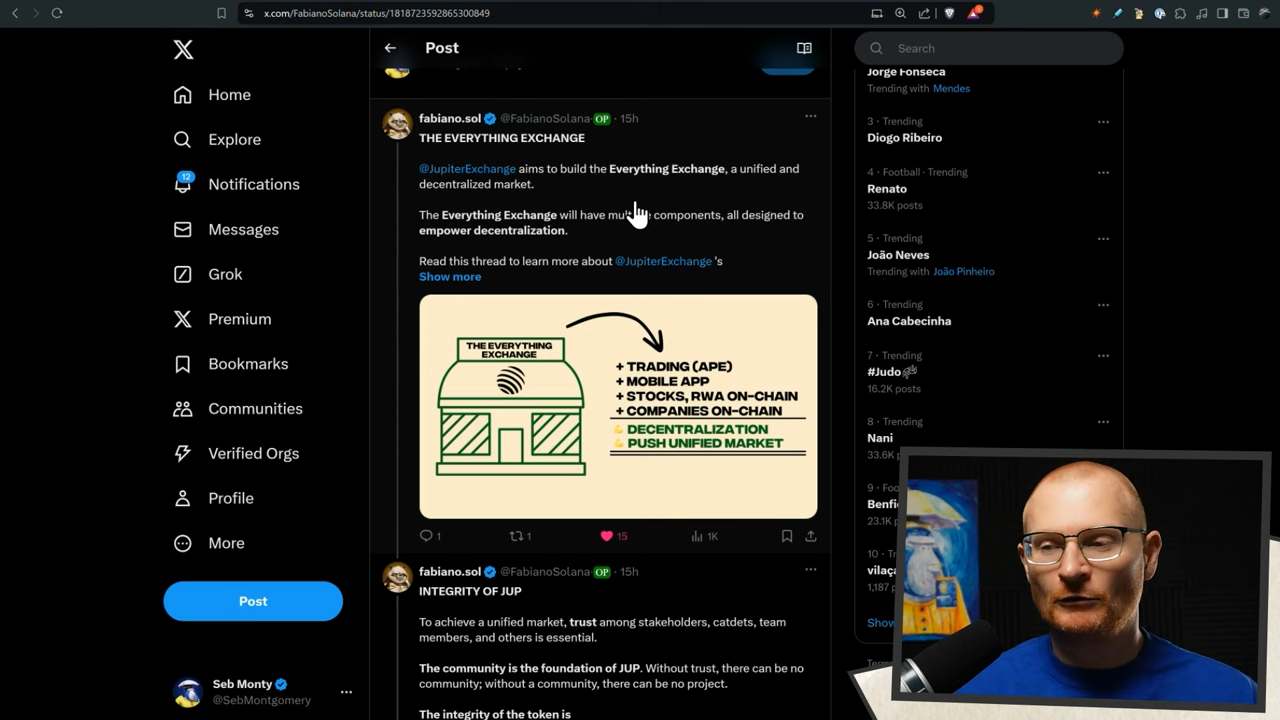 x.com/FabianoSolana/status/1818723592865300849
Home
Explore
12
Notifications
Messages
Grok
Premium
Bookmarks
Communities
Verified Orgs
Profile
More
Post
Seb Monty
@SebMontgomery
Post
fabiano.sol @FabianoSolana OP · 15h
THE EVERYTHING EXCHANGE
@JupiterExchange aims to build the Everything Exchange, a unified and
decentralized market.
The Everything Exchange will have components, all designed to
empower decentralization.
Read this thread to learn more about @JupiterExchange 's
Show more
THE EVERYTHING
EXCHANGE
+ TRADING (APE)
+ MOBILE APP
+ STOCKS, RWA ON-CHAIN
+ COMPANIES ON-CHAIN
DECENTRALIZATION
PUSH UNIFIED MARKET
1 1 15 1K
fabiano.sol @FabianoSolana OP · 15h
INTEGRITY OF JUP
To achieve a unified market, trust among stakeholders, catdets, team
members, and others is essential.
The community is the foundation of JUP. Without trust, there can be no
community; without a community, there can be no project.
The integrity of the token is
Search
Jorge Fonseca
Trending with Mendes
3 · Trending
Diogo Ribeiro
4 · Football · Trending
Renato
33.8K posts
5 · Trending
João Neves
Trending with João Pinheiro
6 · Trending
Ana Cabecinha
7 · Trending
#Judo
16.2K posts
8 · Trending
Nani
33.6K
9 ·
23.1K
10 ·
1,187